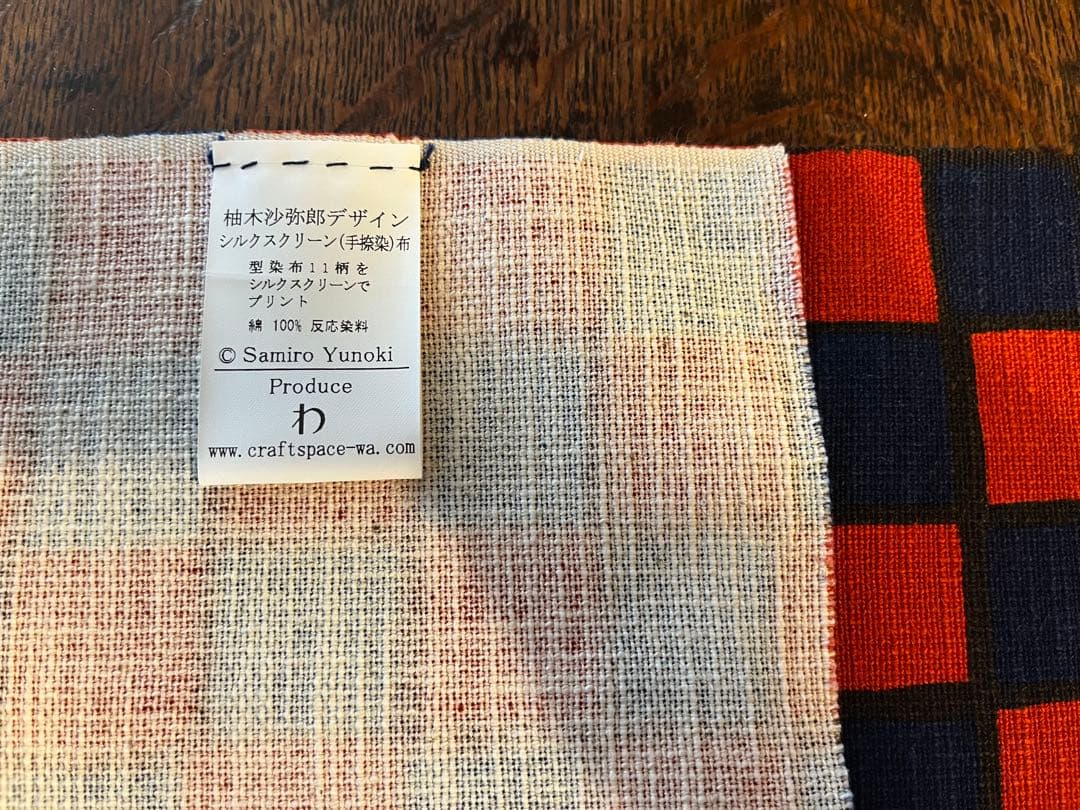 柚木沙弥郎デザイン
シルクスクリーン(手捺染)布
型染布11柄を
シルクスクリーンで
プリント
綿 100% 反応染料
© Samiro Yunoki
Produce
わ
www.craftspace-wa.com